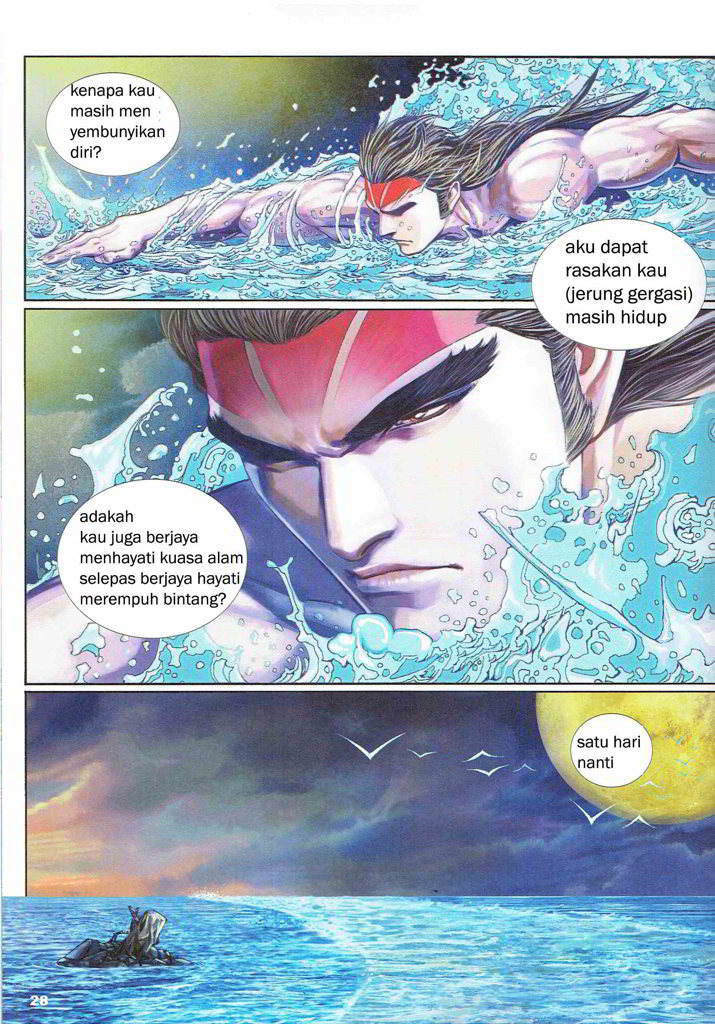 kenapa kau
masih men
yembunyikan
diri?
aku dapat
rasakan kau
(jerung gergasi)
masih hidup
adakah
kau juga berjaya
menhayati kuasa alam
selepas berjaya hayati
merempuh bintang?
satu hari
nanti
28